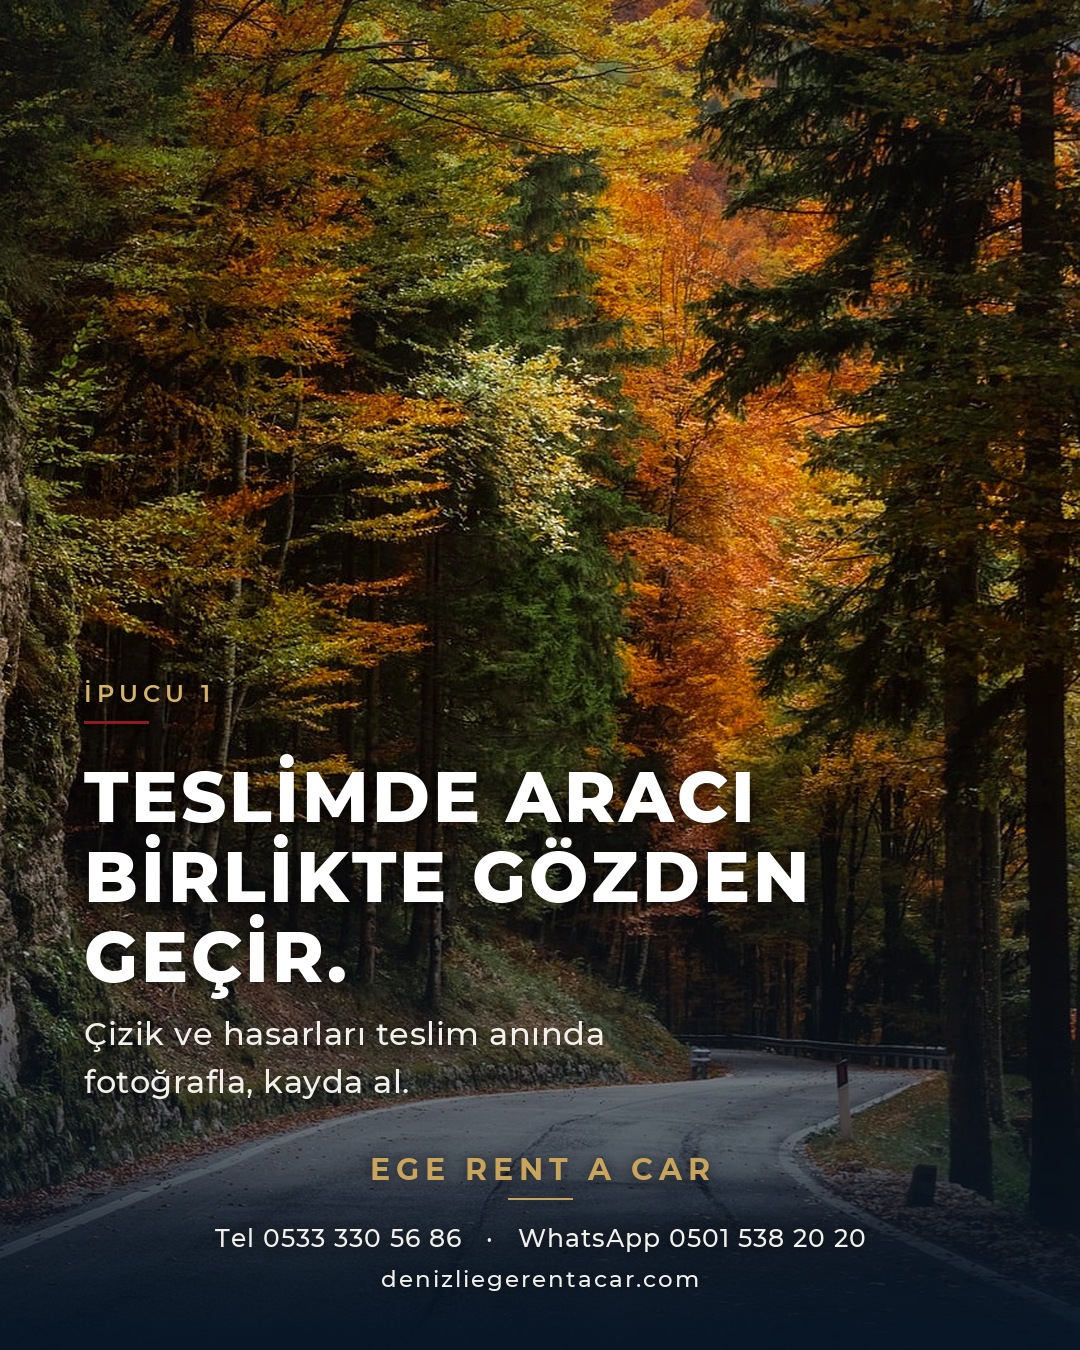 İPUCU 1
TESLİMDE ARACI
BİRLİKTE GÖZDEN
GEÇİR.
Çizik ve hasarları teslim anında
fotoğrafla, kayda al.
EGE RENT A CAR
Tel 0533 330 56 86 · WhatsApp 0501 538 20 20
denizliegerentacar.com